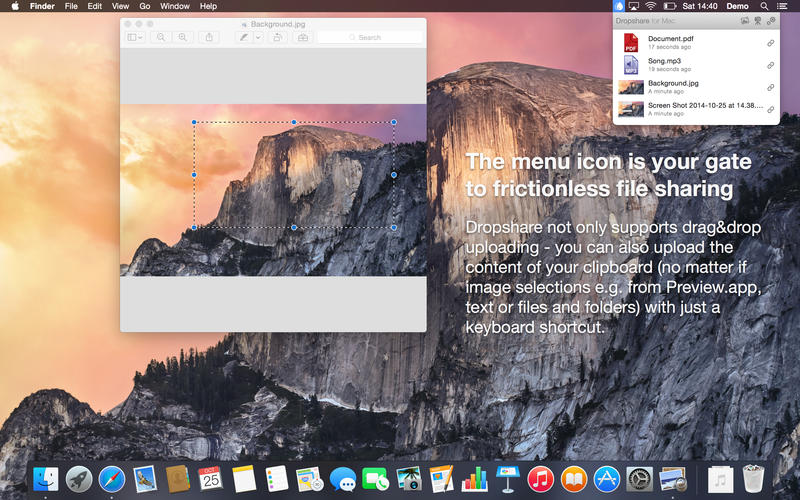 Finder File Edit View Go Window Help
Sat 14:40 Demo
Background.jpg
Search
Dropshare for Mac
PDF
Document.pdf
17 seconds ago
MP3
Song.mp3
19 seconds ago
Background.jpg
A minute ago
Screen Shot 2014-10-25 at 14.38....
A minute ago
The menu icon is your gate
to frictionless file sharing
Dropshare not only supports drag&drop
uploading - you can also upload the
content of your clipboard (no matter if
image selections e.g. from Preview.app,
text or files and folders) with just a
keyboard shortcut.
OCT
25